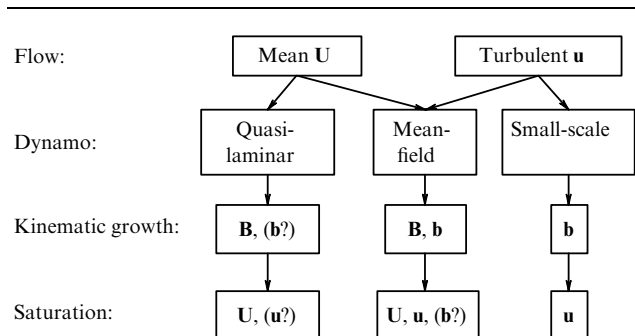 Flow: Mean U Turbulent u
Dynamo: Quasi- Mean- Small-scale
laminar field
Kinematic growth: B, (b?) B, b b
Saturation: U, (u?) U, u, (b?) u